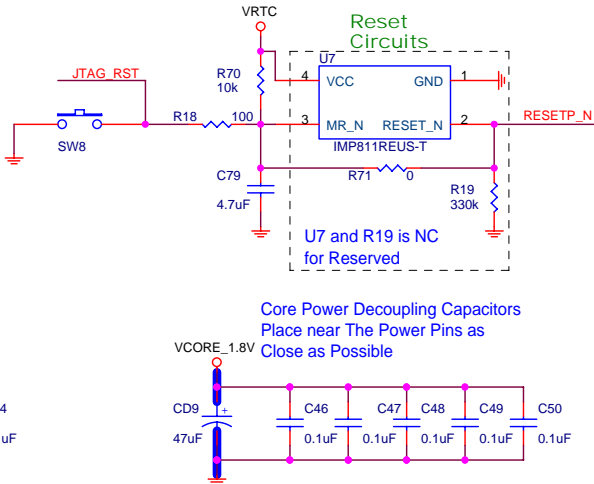 VRTC
Reset
Circuits
U7
JTAG_RST
R70
10k
4
VCC
GND
1
R18
100
3
MR_N
RESET_N
2
RESETP_N
SW8
IMP811REUS-T
R71
0
C79
4.7uF
R19
330k
U7 and R19 is NC
for Reserved
Core Power Decoupling Capacitors
Place near The Power Pins as
Close as Possible
VCORE_1.8V
4
CD9
+
C46
C47
C48
C49
C50
uF
47uF
0.1uF
0.1uF
0.1uF
0.1uF
0.1uF